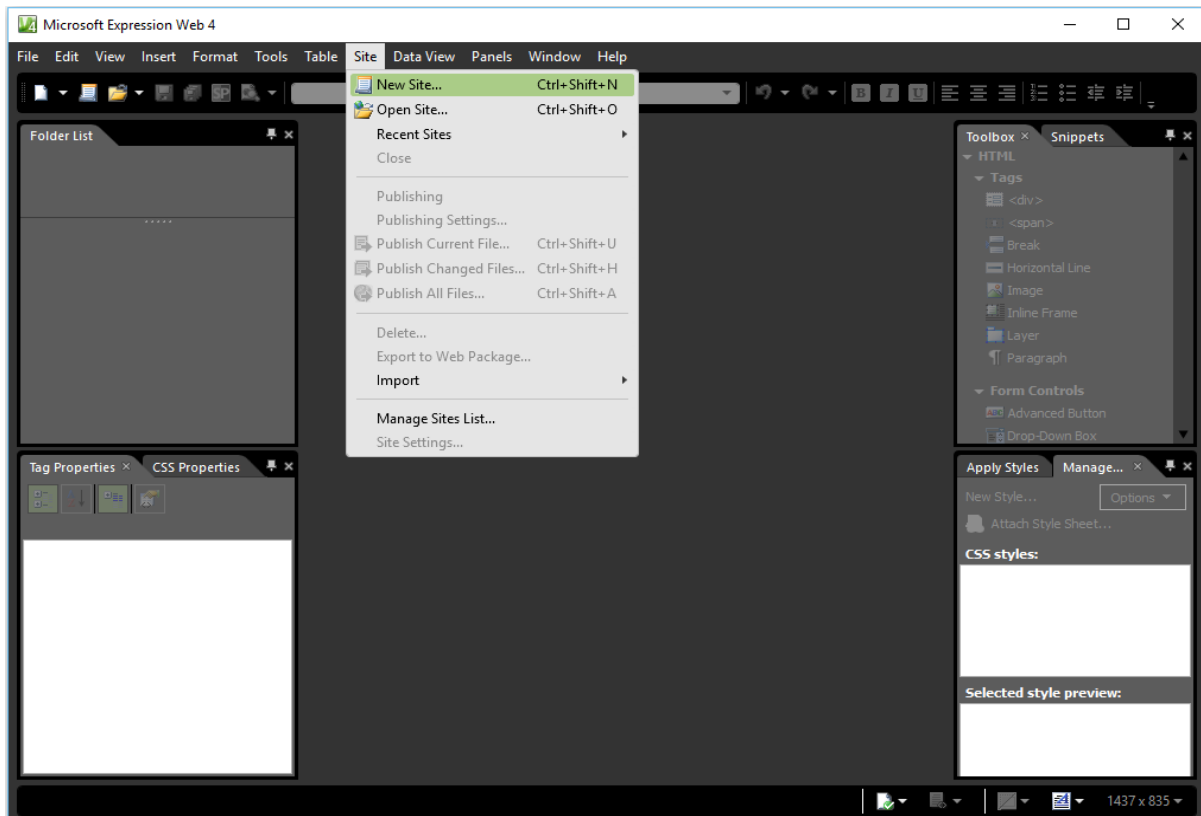 Microsoft Expression Web 4
File Edit View Insert Format Tools Table Site Data View Panels Window Help
New Site... Ctrl+Shift+N
Open Site... Ctrl+Shift+O
Recent Sites
Close
Publishing
Publishing Settings...
Publish Current File... Ctrl+Shift+U
Publish Changed Files... Ctrl+Shift+H
Publish All Files... Ctrl+Shift+A
Delete...
Export to Web Package...
Import
Manage Sites List...
Site Settings...
Folder List
Tag Properties CSS Properties
Toolbox Snippets
HTML
Tags
<div>
<span>
Break
Horizontal Line
Image
Inline Frame
Layer
Paragraph
Form Controls
Advanced Button
Drop-Down Box
Apply Styles Manage...
New Style... Options
Attach Style Sheet...
CSS styles:
Selected style preview:
1437 x 835